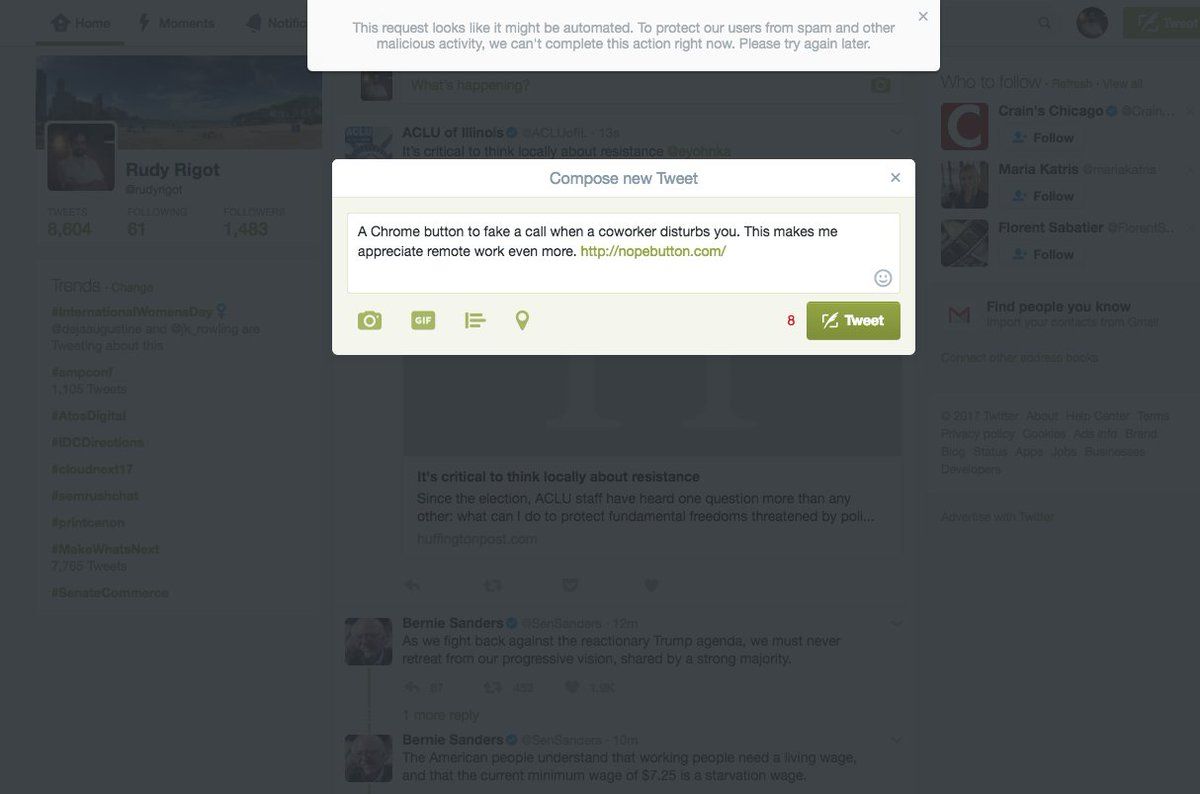 Home
Moments
This request looks like it might be automated. To protect our users from spam and other
malicious activity, we can't complete this action right now. Please try again later.
Tweet
What's happening?
ACLU of Illinois @ACLUofIL · 13s
It's critical to think locally about resistance @eyohnka
Rudy Rigot
@rudyrigot
TWEETS FOLLOWING FOLLOWERS
8,604 61 1,483
Trends · Change
#InternationalWomensDay
@dejaaugustine and @jk_rowling are
Tweeting about this
#ampconf
1,105 Tweets
#AtosDigital
#IDCDirections
#cloudnext17
#semrushchat
#printcanon
#MakeWhatsNext
7,765 Tweets
#SenateCommerce
Compose new Tweet
A Chrome button to fake a call when a coworker disturbs you. This makes me
appreciate remote work even more. http://nopebutton.com/
GIF
8
Tweet
It's critical to think locally about resistance
Since the election, ACLU staff have heard one question more than any
other: what can I do to protect fundamental freedoms threatened by poli...
huffingtonpost.com
Bernie Sanders @SenSanders · 12m
As we fight back against the reactionary Trump agenda, we must never
retreat from our progressive vision, shared by a strong majority.
87 452 1.9K
1 more reply
Bernie Sanders @SenSanders · 10m
The American people understand that working people need a living wage,
and that the current minimum wage of $7.25 is a starvation wage.
Who to follow · Refresh · View all
Crain's Chicago @Crain...
Follow
Maria Katris @mariakatris
Follow
Florent Sabatier @FlorentS...
Follow
Find people you know
Import your contacts from Gmail
Connect other address books
© 2017 Twitter About Help Center Terms
Privacy policy Cookies Ads info Brand
Blog Status Apps Jobs Businesses
Developers
Advertise with Twitter